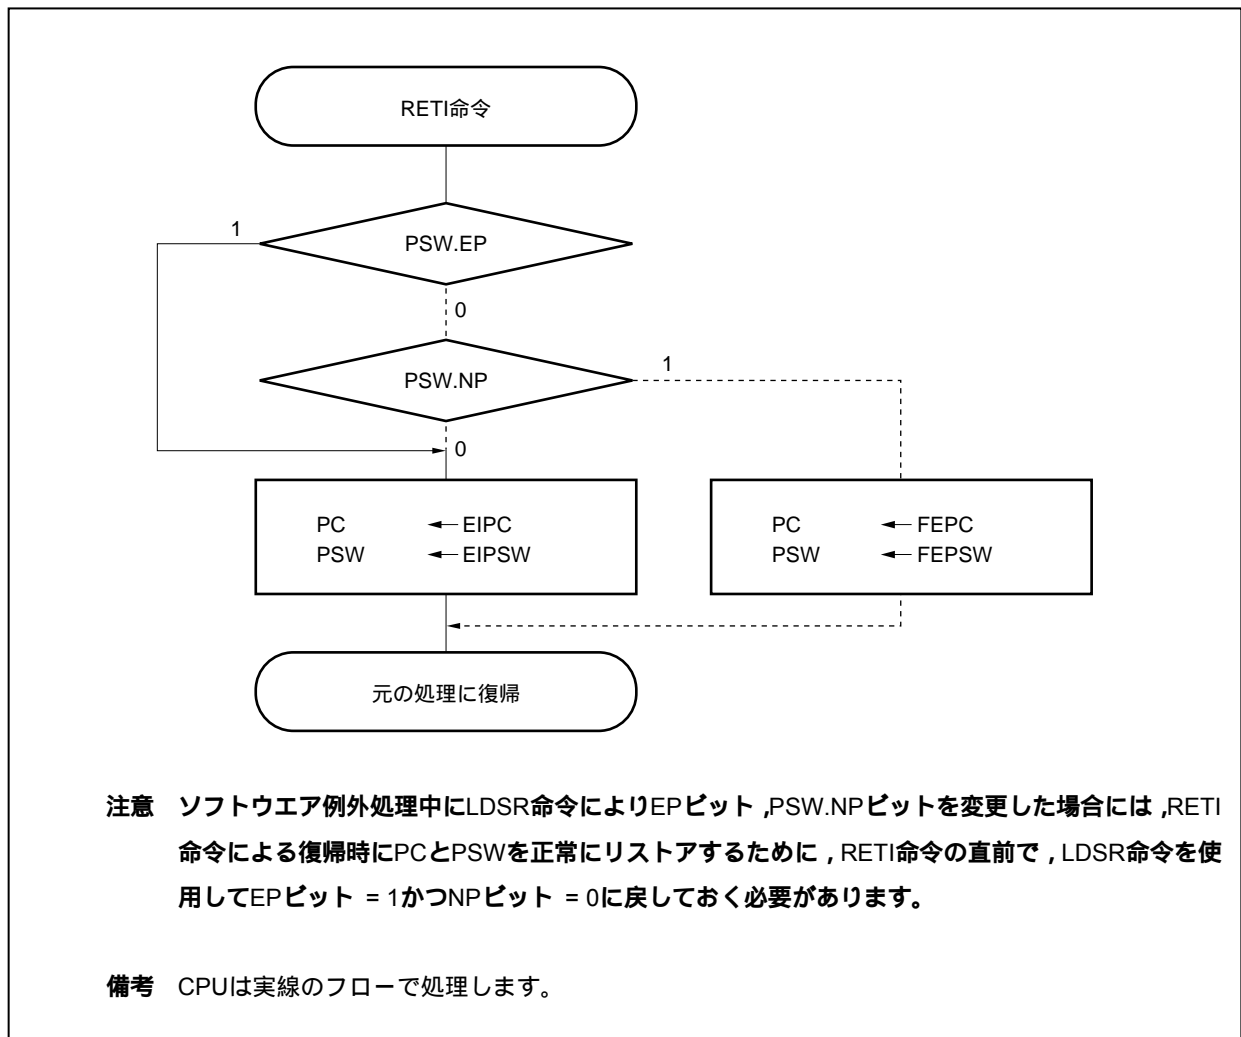 RETI命令
PSW.EP
1
0
PSW.NP
1
0
PC ← EIPC
PSW ← EIPSW
PC ← FEPC
PSW ← FEPSW
元の処理に復帰
注意 ソフトウエア例外処理中にLDSR命令によりEPビット,PSW.NPビットを変更した場合には,RETI
命令による復帰時にPCとPSWを正常にリストアするために,RETI命令の直前で,LDSR命令を使
用してEPビット = 1かつNPビット = 0に戻しておく必要があります。
備考 CPUは実線のフローで処理します。